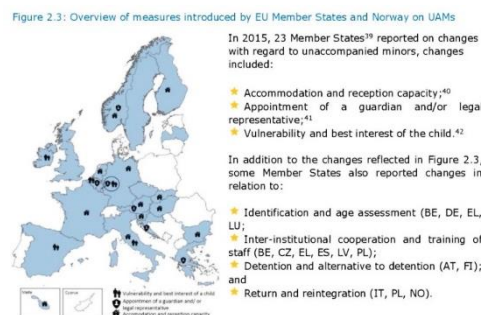 Figure 2.3: Overview of measures introduced by EU Member States and Norway on UAMs
In 2015, 23 Member States³⁹ reported on changes
with regard to unaccompanied minors, changes
included:
Accommodation and reception capacity;⁴⁰
Appointment of a guardian and/or legal
representative;⁴¹
Vulnerability and best interest of the child.⁴²
In addition to the changes reflected in Figure 2.3,
some Member States also reported changes in
relation to:
Identification and age assessment (BE, DE, EL,
LU;
Inter-institutional cooperation and training of
staff (BE, CZ, EL, ES, LV, PL);
Detention and alternative to detention (AT, FI);
and
Return and reintegration (IT, PL, NO).
Malta
Cyprus
Vulnerability and best interest of a child
Appointment of a guardian and/ or
legal representative
Accommodation and reception capacity